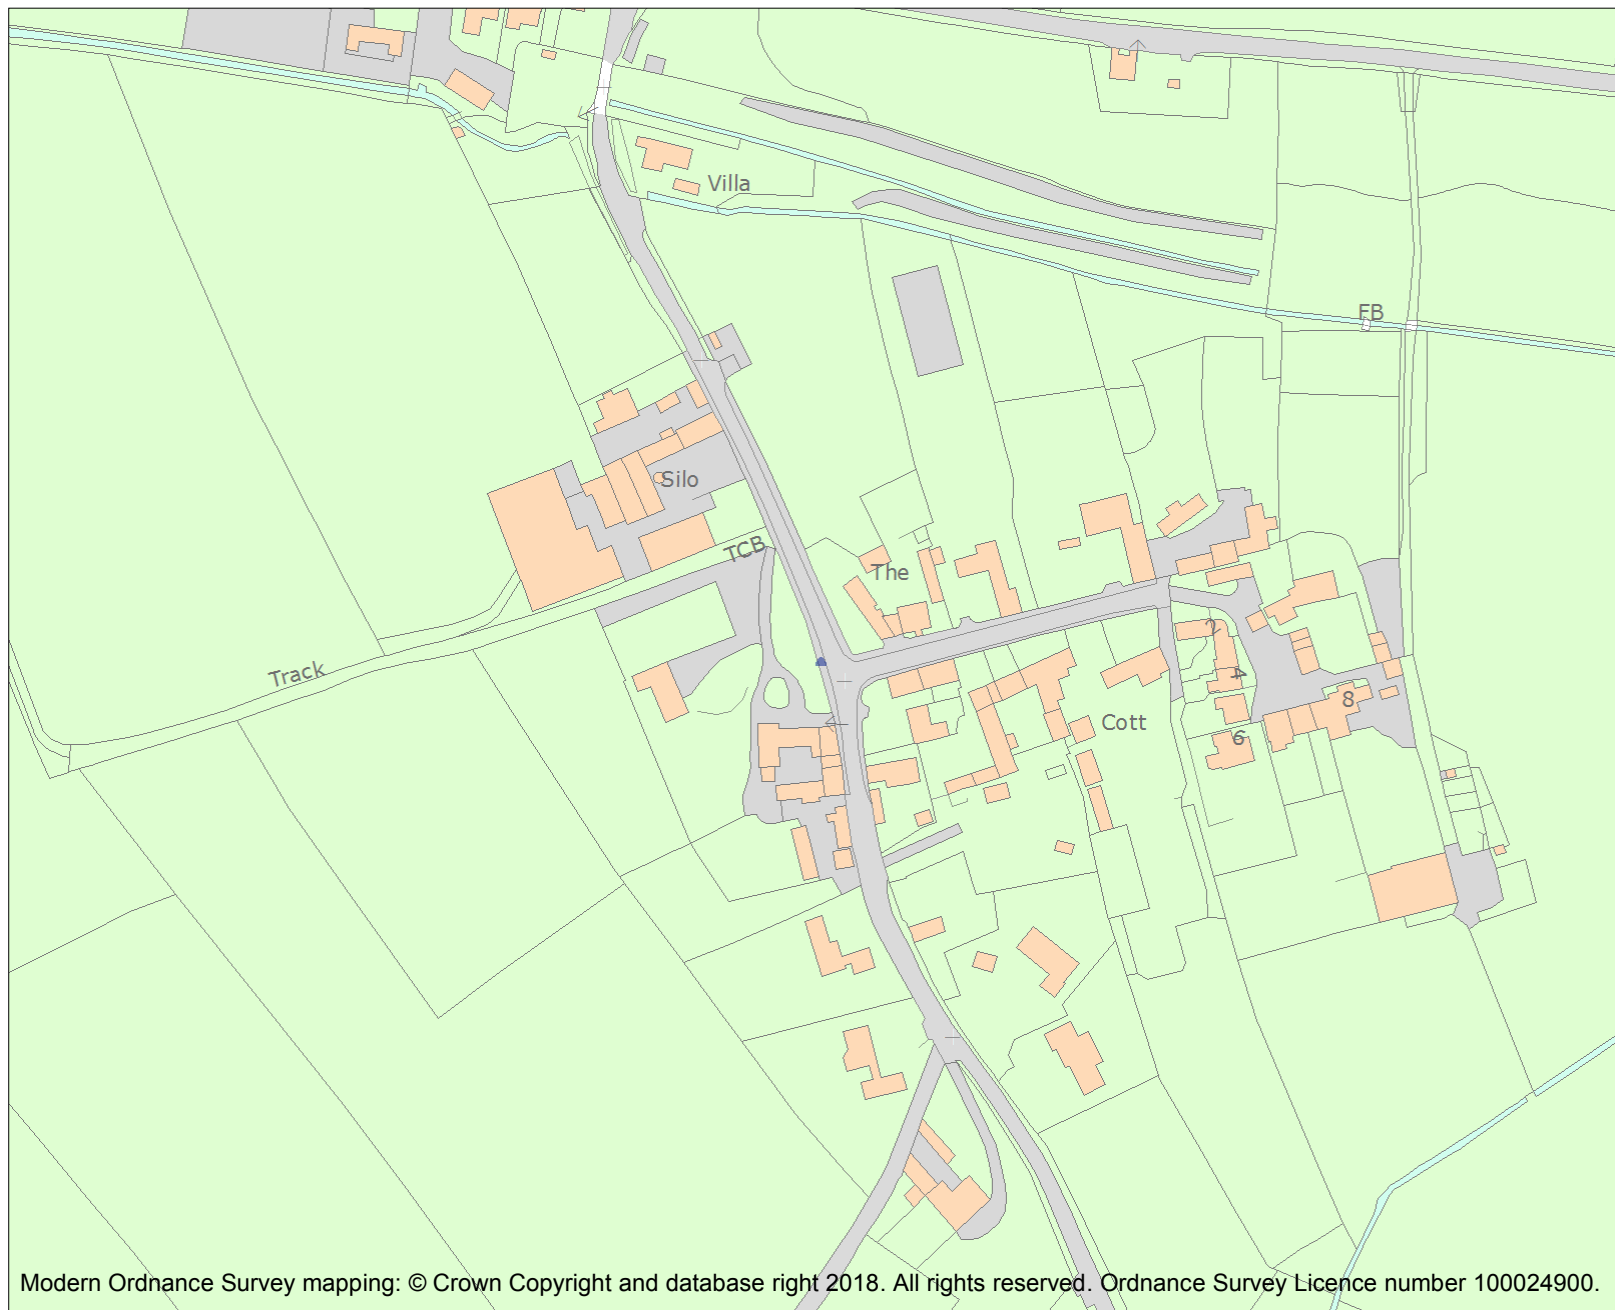 Villa
FB
Silo
TCB
The
Track
2
4
8
6
Cott
Modern Ordnance Survey mapping: © Crown Copyright and database right 2018. All rights reserved. Ordnance Survey Licence number 100024900.